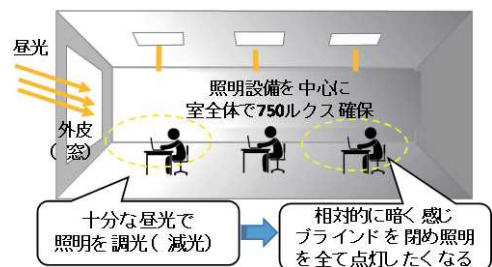 昼光
照明設備を中心に
室全体で750ルクス確保
外皮
(窓)
十分な昼光で
照明を調光(減光)
相対的に暗く感じ
ブラインドを閉め照明
を全て点灯したくなる